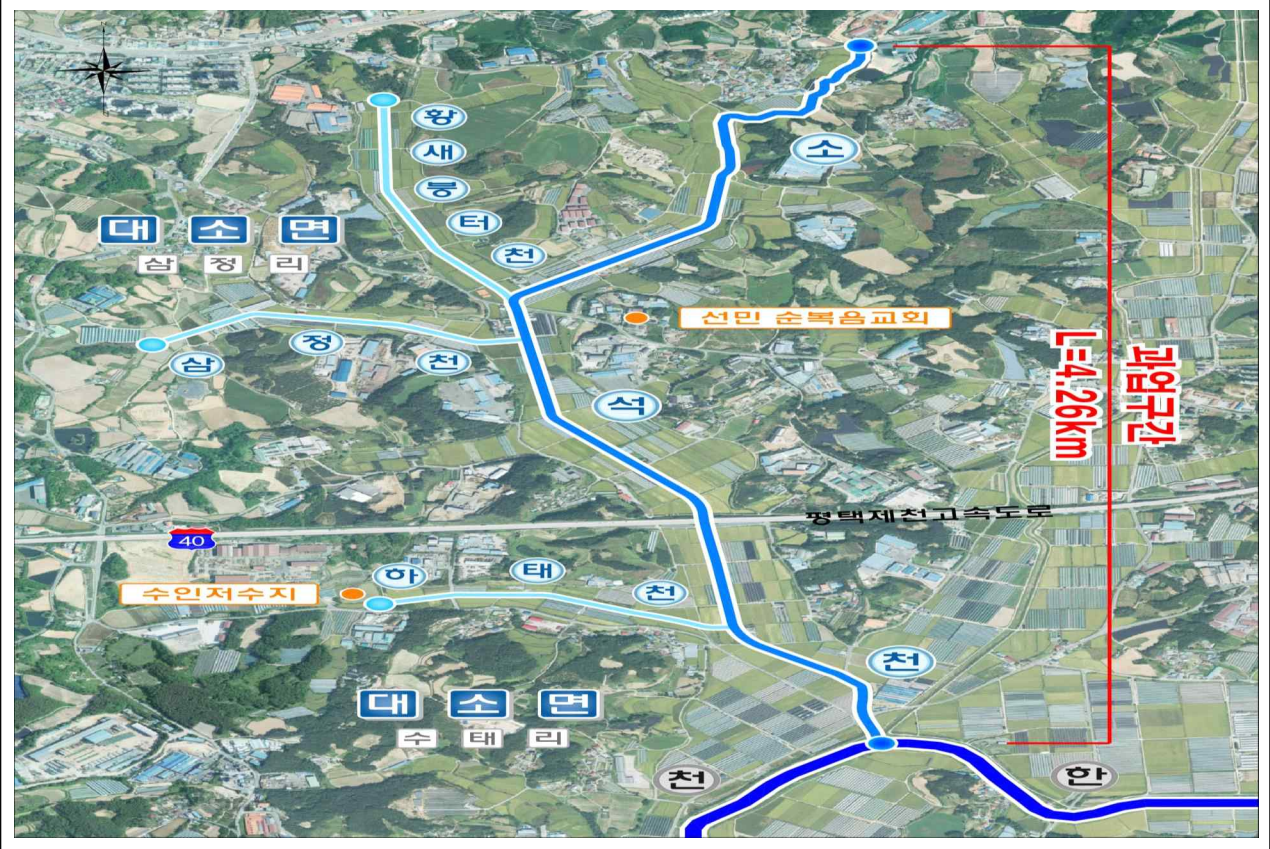 황새븡터천
소석천
대소면
삼정리
선민 순복음교회
삼정천
과업구간
L=4.26km
평택제천고속도로
40
하태천
수인저수지
대소면
수태리
한천